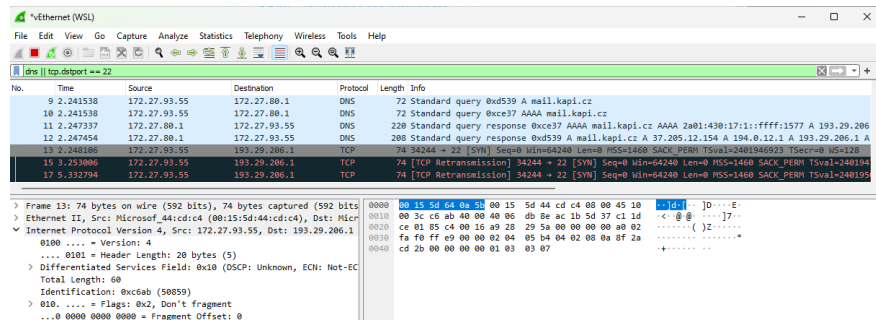 *vEthernet (WSL)
File Edit View Go Capture Analyze Statistics Telephony Wireless Tools Help
dns || tcp.dstport == 22
No. Time Source Destination Protocol Length Info
9 2.241538 172.27.93.55 172.27.80.1 DNS 72 Standard query 0xd539 A mail.kapi.cz
10 2.241538 172.27.93.55 172.27.80.1 DNS 72 Standard query 0xce37 AAAA mail.kapi.cz
11 2.247337 172.27.80.1 172.27.93.55 DNS 220 Standard query response 0xce37 AAAA mail.kapi.cz AAAA 2a01:430:17:1::ffff:1577 A 193.29.206
12 2.247454 172.27.80.1 172.27.93.55 DNS 208 Standard query response 0xd539 A mail.kapi.cz A 37.205.12.154 A 194.0.12.1 A 193.29.206.1 A
13 2.248106 172.27.93.55 193.29.206.1 TCP 74 34244 → 22 [SYN] Seq=0 Win=64240 Len=0 MSS=1460 SACK_PERM TSval=2401946923 TSecr=0 WS=128
15 3.253006 172.27.93.55 193.29.206.1 TCP 74 [TCP Retransmission] 34244 → 22 [SYN] Seq=0 Win=64240 Len=0 MSS=1460 SACK_PERM TSval=240194
17 5.332794 172.27.93.55 193.29.206.1 TCP 74 [TCP Retransmission] 34244 → 22 [SYN] Seq=0 Win=64240 Len=0 MSS=1460 SACK_PERM TSval=240195
> Frame 13: 74 bytes on wire (592 bits), 74 bytes captured (592 bits
> Ethernet II, Src: Microsof_44:cd:c4 (00:15:5d:44:cd:c4), Dst: Micr
Internet Protocol Version 4, Src: 172.27.93.55, Dst: 193.29.206.1
0100 .... = Version: 4
.... 0101 = Header Length: 20 bytes (5)
> Differentiated Services Field: 0x10 (DSCP: Unknown, ECN: Not-EC
Total Length: 60
Identification: 0xc6ab (50859)
> 010. .... = Flags: 0x2, Don't fragment
...0 0000 0000 0000 = Fragment Offset: 0
0000 00 15 5d 64 0a 5b 00 15 5d 44 cd c4 08 00 45 10 ··]d·[·· ]D····E·
0010 00 3c c6 ab 40 00 40 06 db 8e ac 1b 5d 37 c1 1d ·<··@·@· ····]7··
0020 ce 01 85 c4 00 16 a9 28 29 5a 00 00 00 00 a0 02 ·······( )Z······
0030 fa f0 ff e9 00 00 02 04 05 b4 04 02 08 0a 8f 2a ········ ·······*
0040 cd 2b 00 00 00 00 01 03 03 07 ·+······ ··